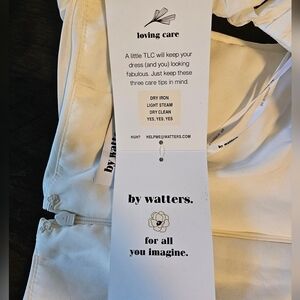 loving care
A little TLC will keep your
dress (and you) looking
fabulous. Just keep these
three care tips in mind.
DRY IRON
LIGHT STEAM
DRY CLEAN
YES, YES, YES
HUH? HELPME@WATTERS.COM
by watters.
for all
you imagine.
by watters